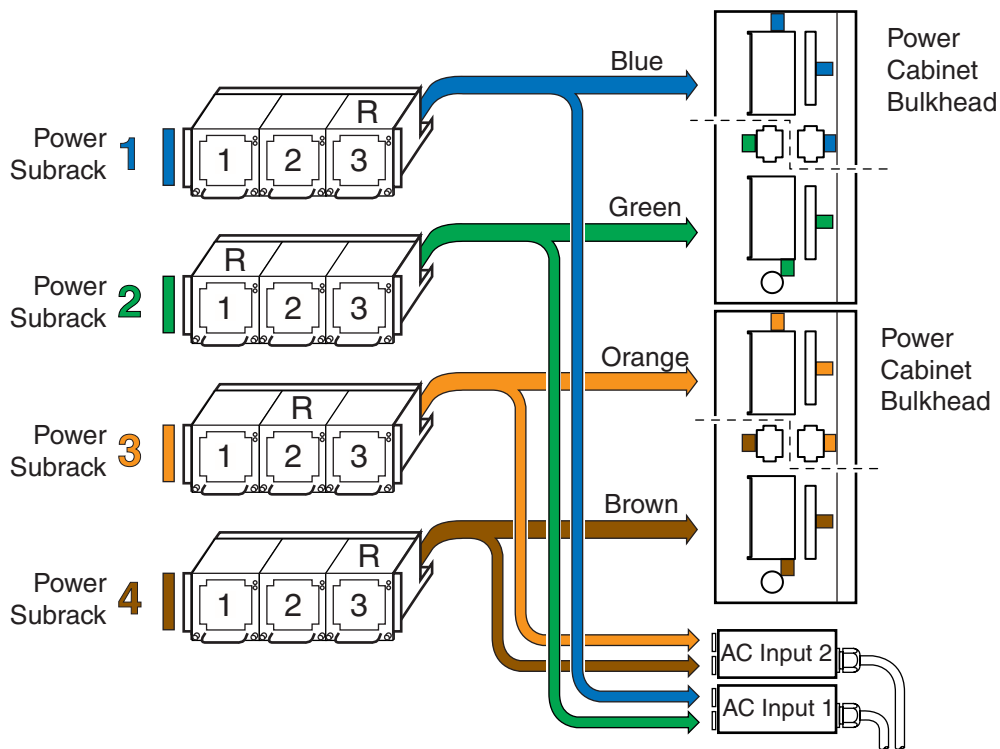 Blue
Power
Cabinet
Bulkhead
Power
Subrack
1
R
1
2
3
Green
Power
Subrack
2
R
1
2
3
Orange
Power
Cabinet
Bulkhead
Power
Subrack
3
R
1
2
3
Brown
Power
Subrack
4
R
1
2
3
AC Input 2
AC Input 1